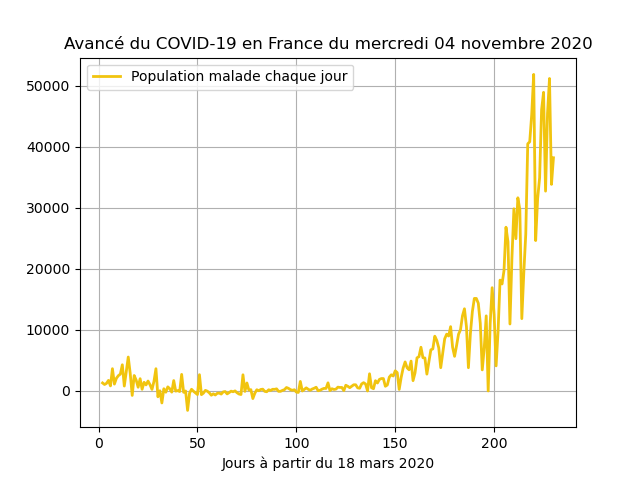 Avancé du COVID-19 en France du mercredi 04 novembre 2020
Population malade chaque jour
50000
40000
30000
20000
10000
0
0 50 100 150 200
Jours à partir du 18 mars 2020